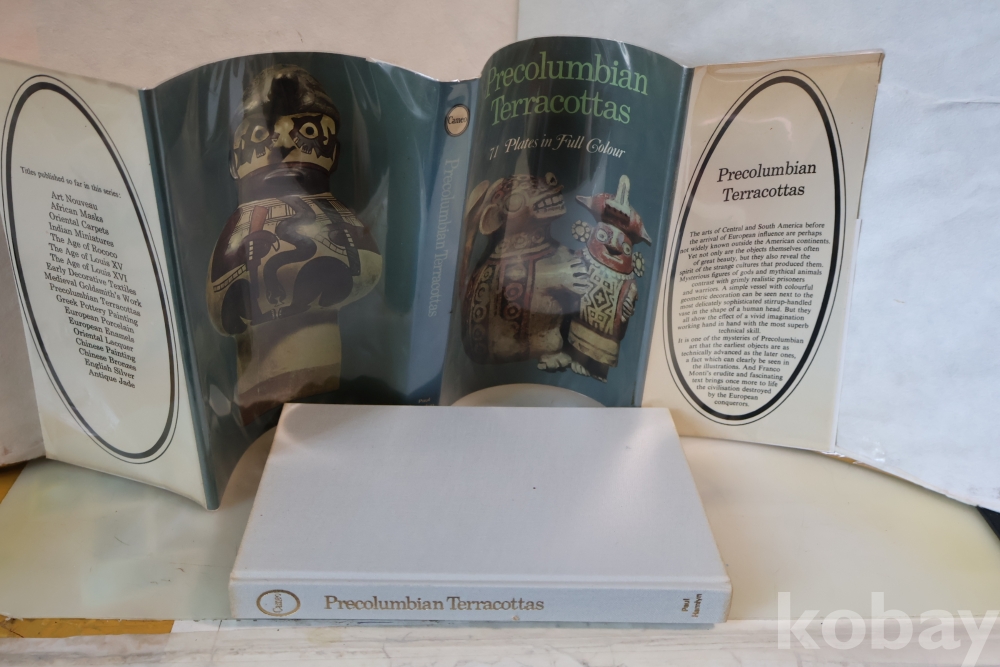 Titles published so far in this series:
Art Nouveau
African Masks
Oriental Carpets
Indian Miniatures
The Age of Rococo
The Age of Louis XV
The Age of Louis XVI
Early Decorative Textiles
Medieval Goldsmith's Work
Precolumbian Terracottas
Greek Pottery Painting
European Porcelain
European Enamels
Oriental Lacquer
Chinese Painting
Chinese Bronzes
English Silver
Antique Jade
Cameo
Precolumbian Terracottas
Paul
Precolumbian
Terracottas
71 Plates in Full Colour
Precolumbian
Terracottas
The arts of Central and South America before
the arrival of European influence are perhaps
not widely known outside the American continents.
Yet not only are the objects themselves often
of great beauty, but they also reveal the
spirit of the strange cultures that produced them.
Mysterious figures of gods and mythical animals
contrast with grimly realistic prisoners
and warriors. A simple vessel with colourful
geometric decoration can be seen next to the
most delicately sophisticated stirrup-handled
vase in the shape of a human head. But they
all show the effect of a vivid imagination
working hand in hand with the most superb
technical skill.
It is one of the mysteries of Precolumbian
art that the earliest objects are as
technically advanced as the later ones,
a fact which can clearly be seen in
the illustrations. And Franco
Monti's erudite and fascinating
text brings once more to life
the civilisation destroyed
by the European
conquerors.
Cameo
Precolumbian Terracottas
Paul
Hamlyn
kobay